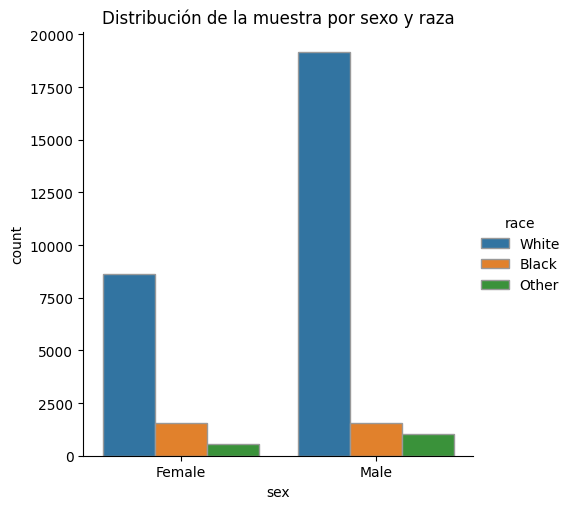 Distribución de la muestra por sexo y raza
20000
17500
15000
12500
10000
7500
5000
2500
0
count
Female
Male
sex
race
White
Black
Other